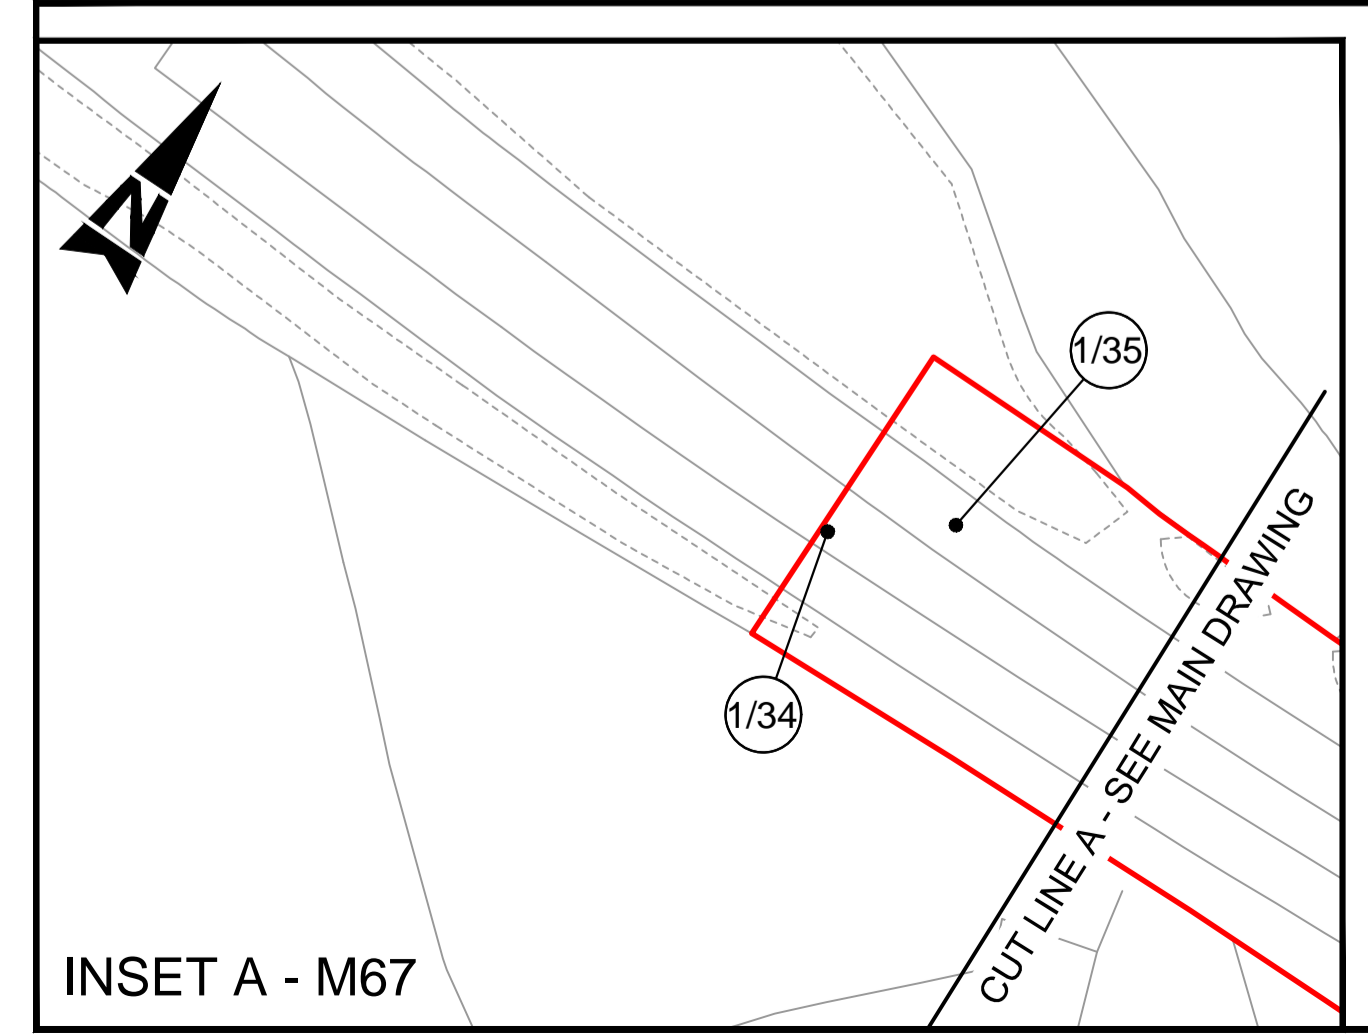 N
1/35
1/34
CUT LINE A - SEE MAIN DRAWING
INSET A - M67